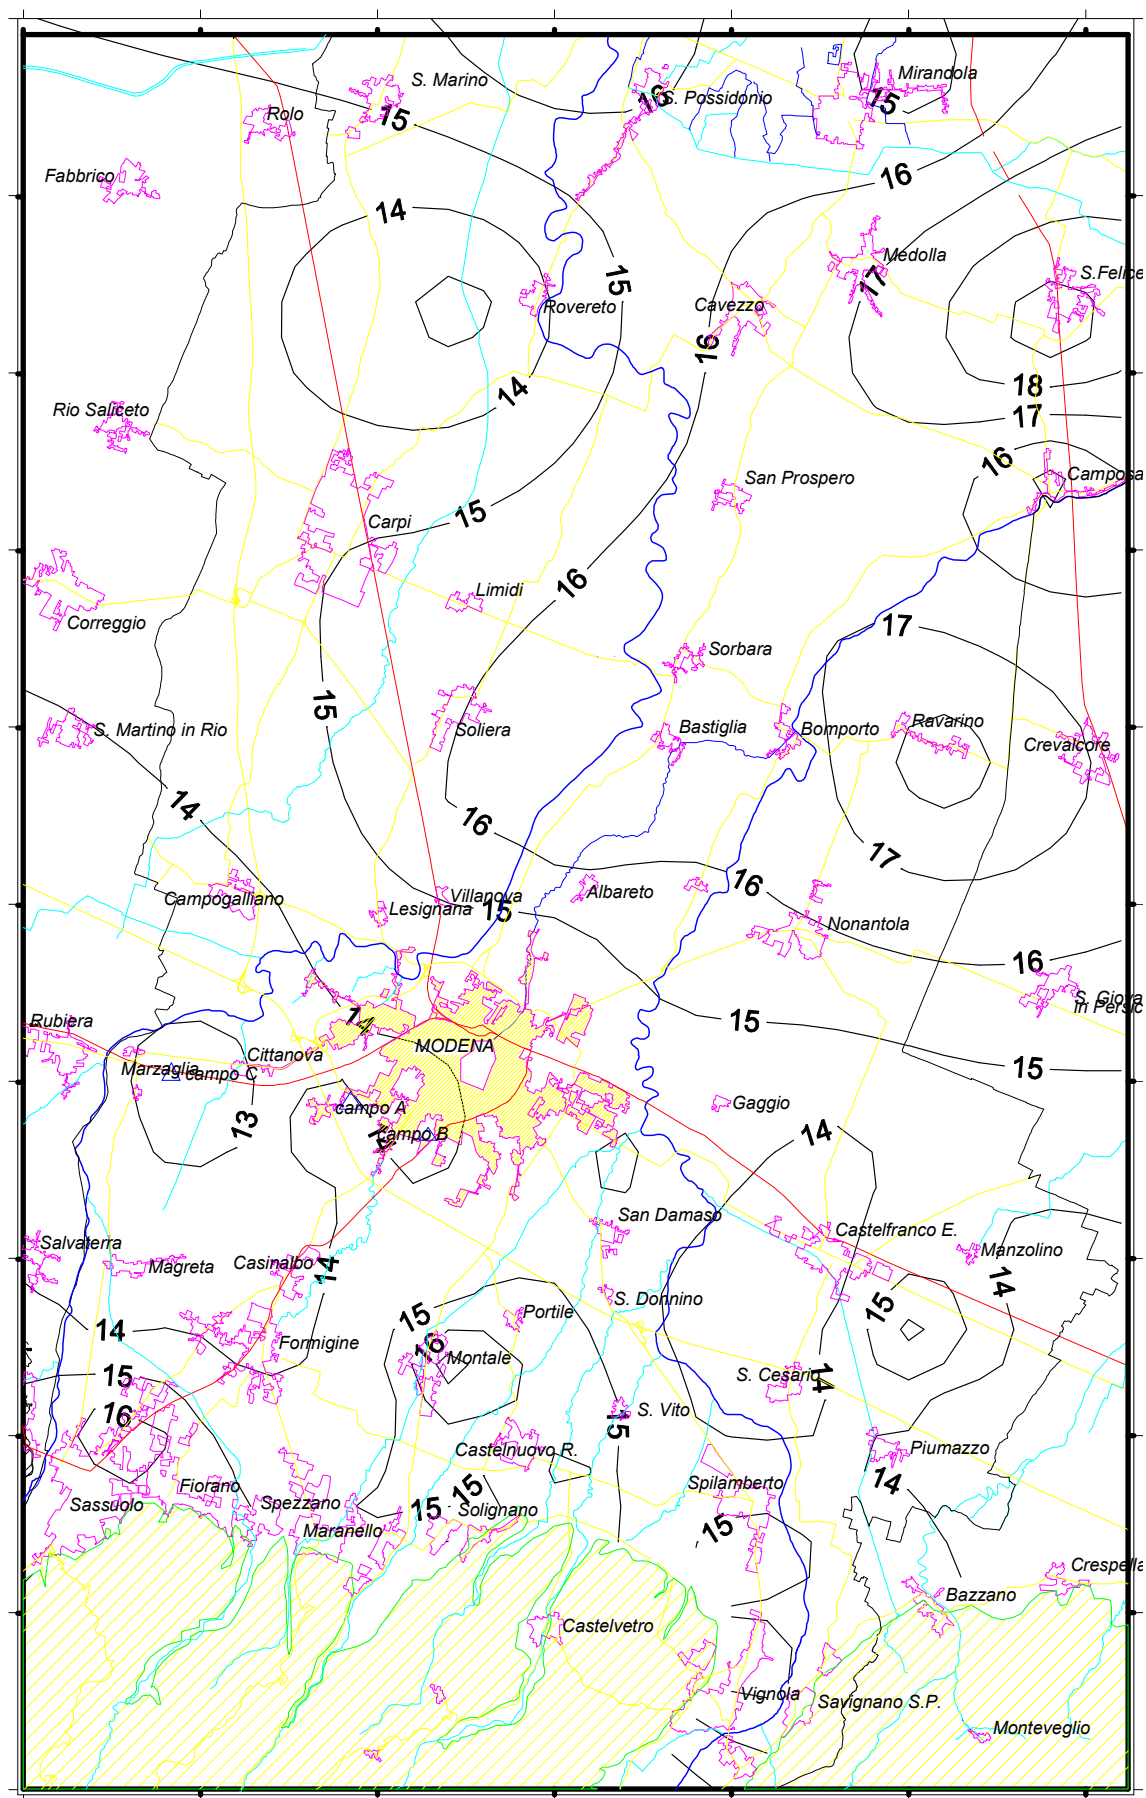 S. Marino
Mirandola
15
16
S. Possidonio
15
Rolo
Fabbrico
16
14
Medolla
S.Felice
15
17
Rovereto
Cavezzo
16
14
18
Rio Saliceto
17
16
Camposa
San Prospero
15
Carpi
16
Limidi
Correggio
17
Sorbara
15
S. Martino in Rio
Soliera
Bastiglia
Bomporto
Ravarino
Crevalcore
14
16
17
16
Campogalliano
Villanova
Albareto
Lesignana
15
Nonantola
16
S. Giova
in Persic
14
15
Rubiera
MODENA
Cittanova
Marzaglia
campo C
15
campo A
Gaggio
13
14
campo B
14
San Damaso
Castelfranco E.
Salvaterra
Manzolino
Casinalbo
Magreta
14
14
S. Donnino
15
Portile
15
14
Formigine
16
Montale
15
S. Cesario
14
16
S. Vito
15
Castelnuovo R.
Piumazzo
14
Spilamberto
Fiorano
15
Sassuolo
Spezzano
15
Solignano
Maranello
15
Crespella
Bazzano
Castelvetro
Vignola
Savignano S.P.
Monteveglio